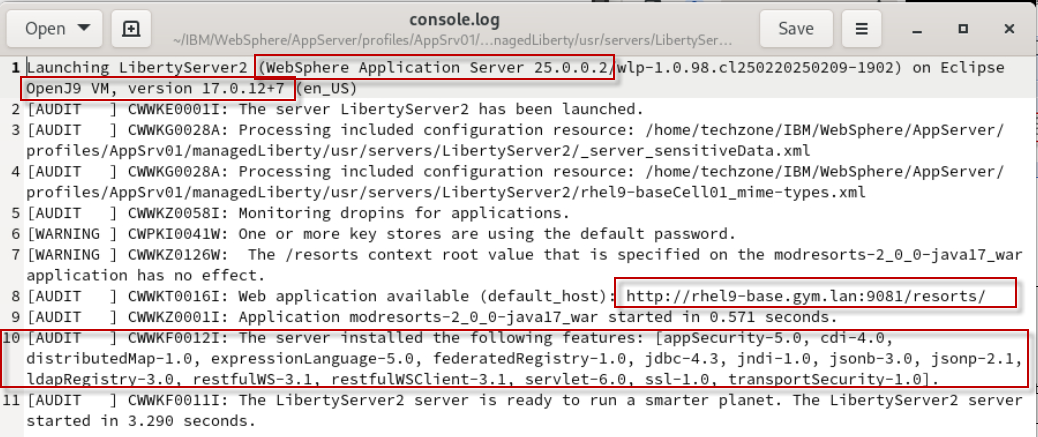 Open
console.log
~/IBM/WebSphere/AppServer/profiles/AppSrv01/...nagedLiberty/usr/servers/LibertySer...
Save
1 Launching LibertyServer2 (WebSphere Application Server 25.0.0.2/wlp-1.0.98.cl250220250209-1902) on Eclipse
OpenJ9 VM, version 17.0.12+7 (en_US)
2 [AUDIT   ] CWWKE0001I: The server LibertyServer2 has been launched.
3 [AUDIT   ] CWWKG0028A: Processing included configuration resource: /home/techzone/IBM/WebSphere/AppServer/
profiles/AppSrv01/managedLiberty/usr/servers/LibertyServer2/_server_sensitiveData.xml
4 [AUDIT   ] CWWKG0028A: Processing included configuration resource: /home/techzone/IBM/WebSphere/AppServer/
profiles/AppSrv01/managedLiberty/usr/servers/LibertyServer2/rhel9-baseCell01_mime-types.xml
5 [AUDIT   ] CWWKZ0058I: Monitoring dropins for applications.
6 [WARNING ] CWPKI0041W: One or more key stores are using the default password.
7 [WARNING ] CWWKZ0126W:  The /resorts context root value that is specified on the modresorts-2_0_0-java17_war
application has no effect.
8 [AUDIT   ] CWWKT0016I: Web application available (default_host): http://rhel9-base.gym.lan:9081/resorts/
9 [AUDIT   ] CWWKZ0001I: Application modresorts-2_0_0-java17_war started in 0.571 seconds.
10 [AUDIT   ] CWWKF0012I: The server installed the following features: [appSecurity-5.0, cdi-4.0,
distributedMap-1.0, expressionLanguage-5.0, federatedRegistry-1.0, jdbc-4.3, jndi-1.0, jsonb-3.0, jsonp-2.1,
ldapRegistry-3.0, restfulWS-3.1, restfulWSClient-3.1, servlet-6.0, ssl-1.0, transportSecurity-1.0].
11 [AUDIT   ] CWWKF0011I: The LibertyServer2 server is ready to run a smarter planet. The LibertyServer2 server
started in 3.290 seconds.